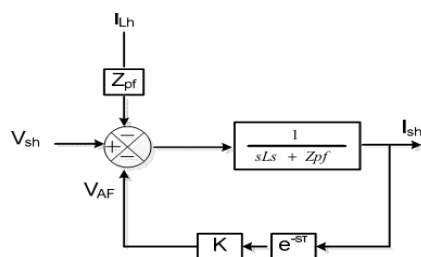 I_Lh
Z_pf
V_sh
+
−
−
1
sLs + Zpf
I_sh
V_AF
K
e^-ST